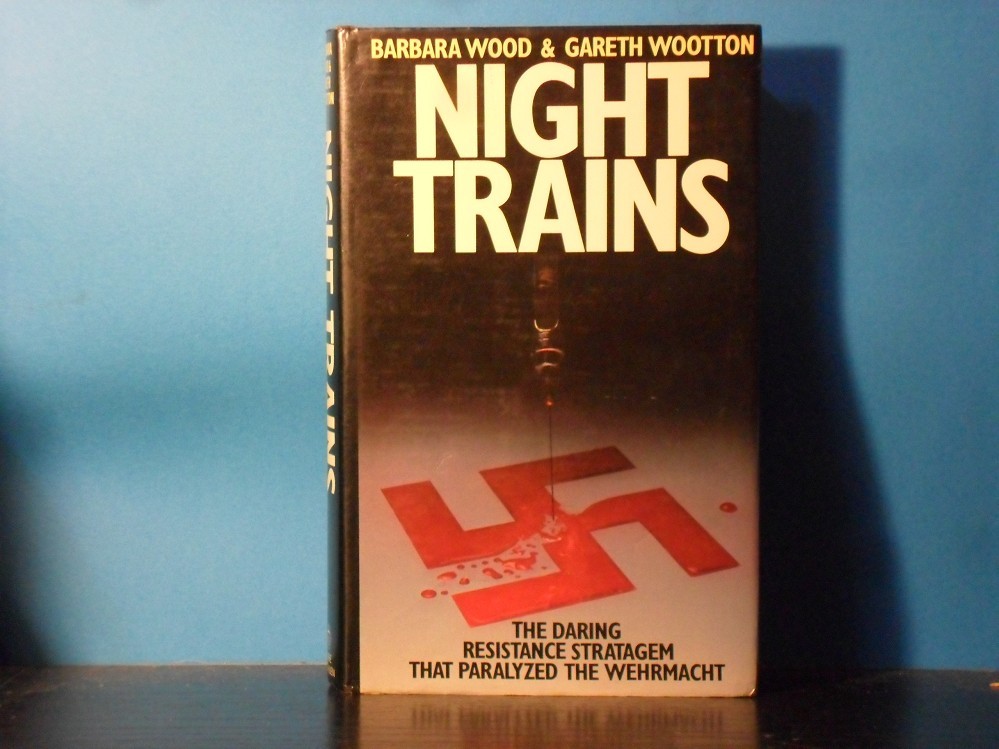 BARBARA WOOD & GARETH WOOTTON
NIGHT
TRAINS
THE DARING
RESISTANCE STRATAGEM
THAT PARALYZED THE WEHRMACHT
NIGHT TRAINS